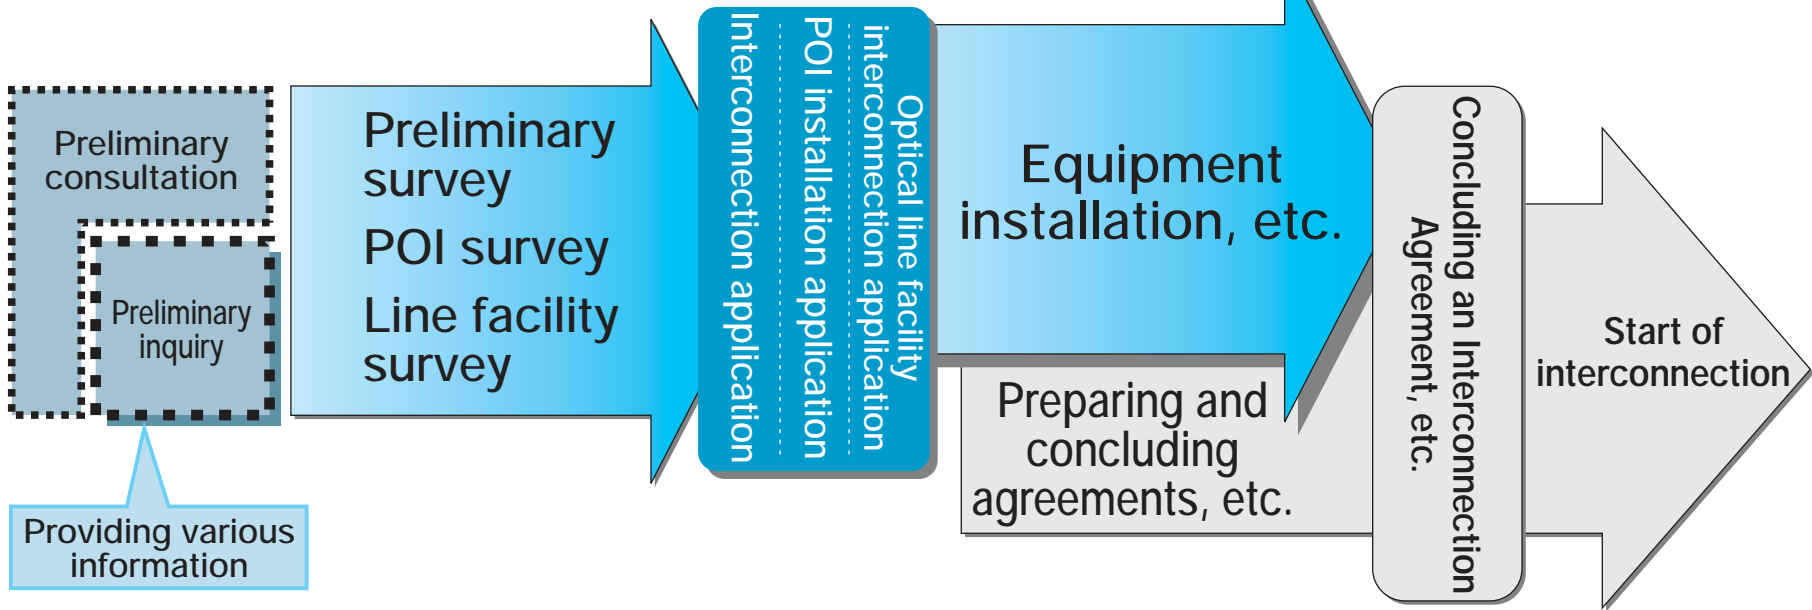 Preliminary
consultation
Preliminary
inquiry
Providing various
information
Preliminary
survey
POI survey
Line facility
survey
Interconnection application
POI installation application
Optical line facility
interconnection application
Equipment
installation, etc.
Preparing and
concluding
agreements, etc.
Concluding an Interconnection
Agreement, etc.
Start of
interconnection